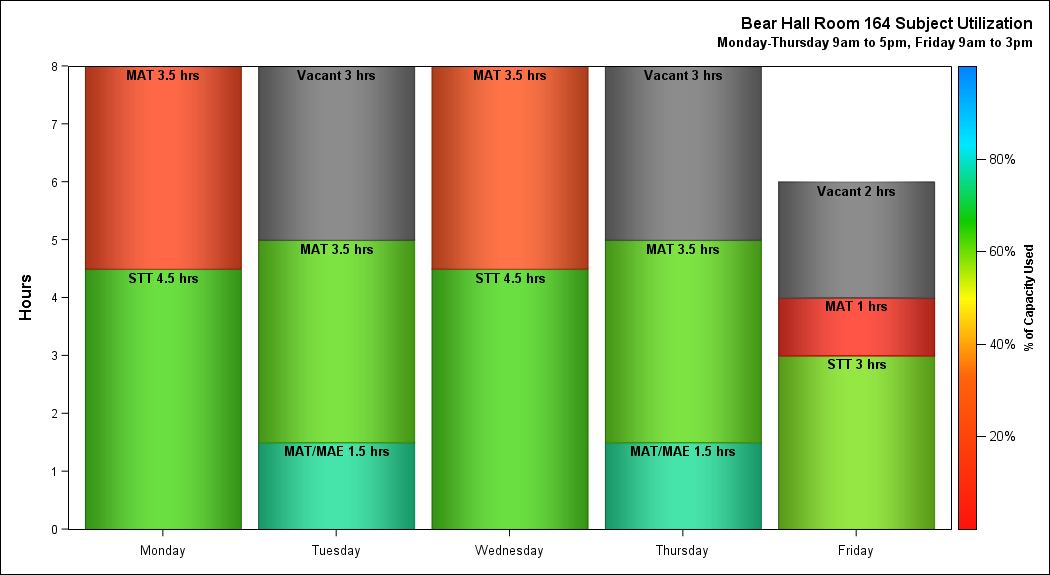 Bear Hall Room 164 Subject Utilization
Monday-Thursday 9am to 5pm, Friday 9am to 3pm
Hours
8
7
6
5
4
3
2
1
0
MAT 3.5 hrs
STT 4.5 hrs
Vacant 3 hrs
MAT 3.5 hrs
MAT/MAE 1.5 hrs
MAT 3.5 hrs
STT 4.5 hrs
Vacant 3 hrs
MAT 3.5 hrs
MAT/MAE 1.5 hrs
Vacant 2 hrs
MAT 1 hrs
STT 3 hrs
Monday
Tuesday
Wednesday
Thursday
Friday
80%
60%
40%
20%
% of Capacity Used